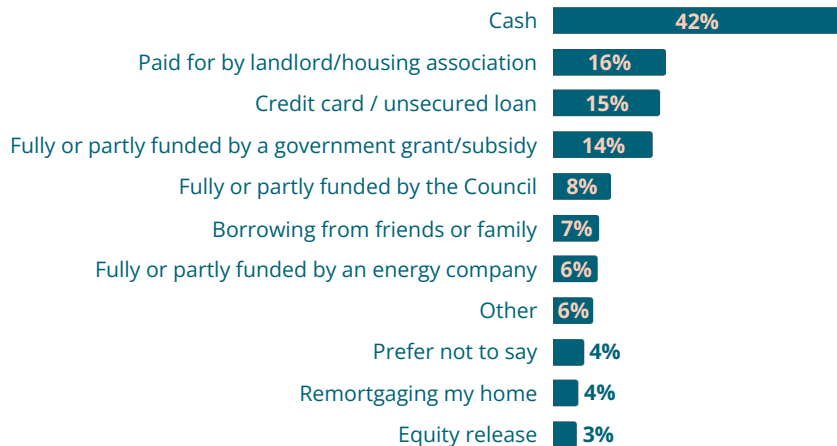 Cash 42%
Paid for by landlord/housing association 16%
Credit card / unsecured loan 15%
Fully or partly funded by a government grant/subsidy 14%
Fully or partly funded by the Council 8%
Borrowing from friends or family 7%
Fully or partly funded by an energy company 6%
Other 6%
Prefer not to say 4%
Remortgaging my home 4%
Equity release 3%